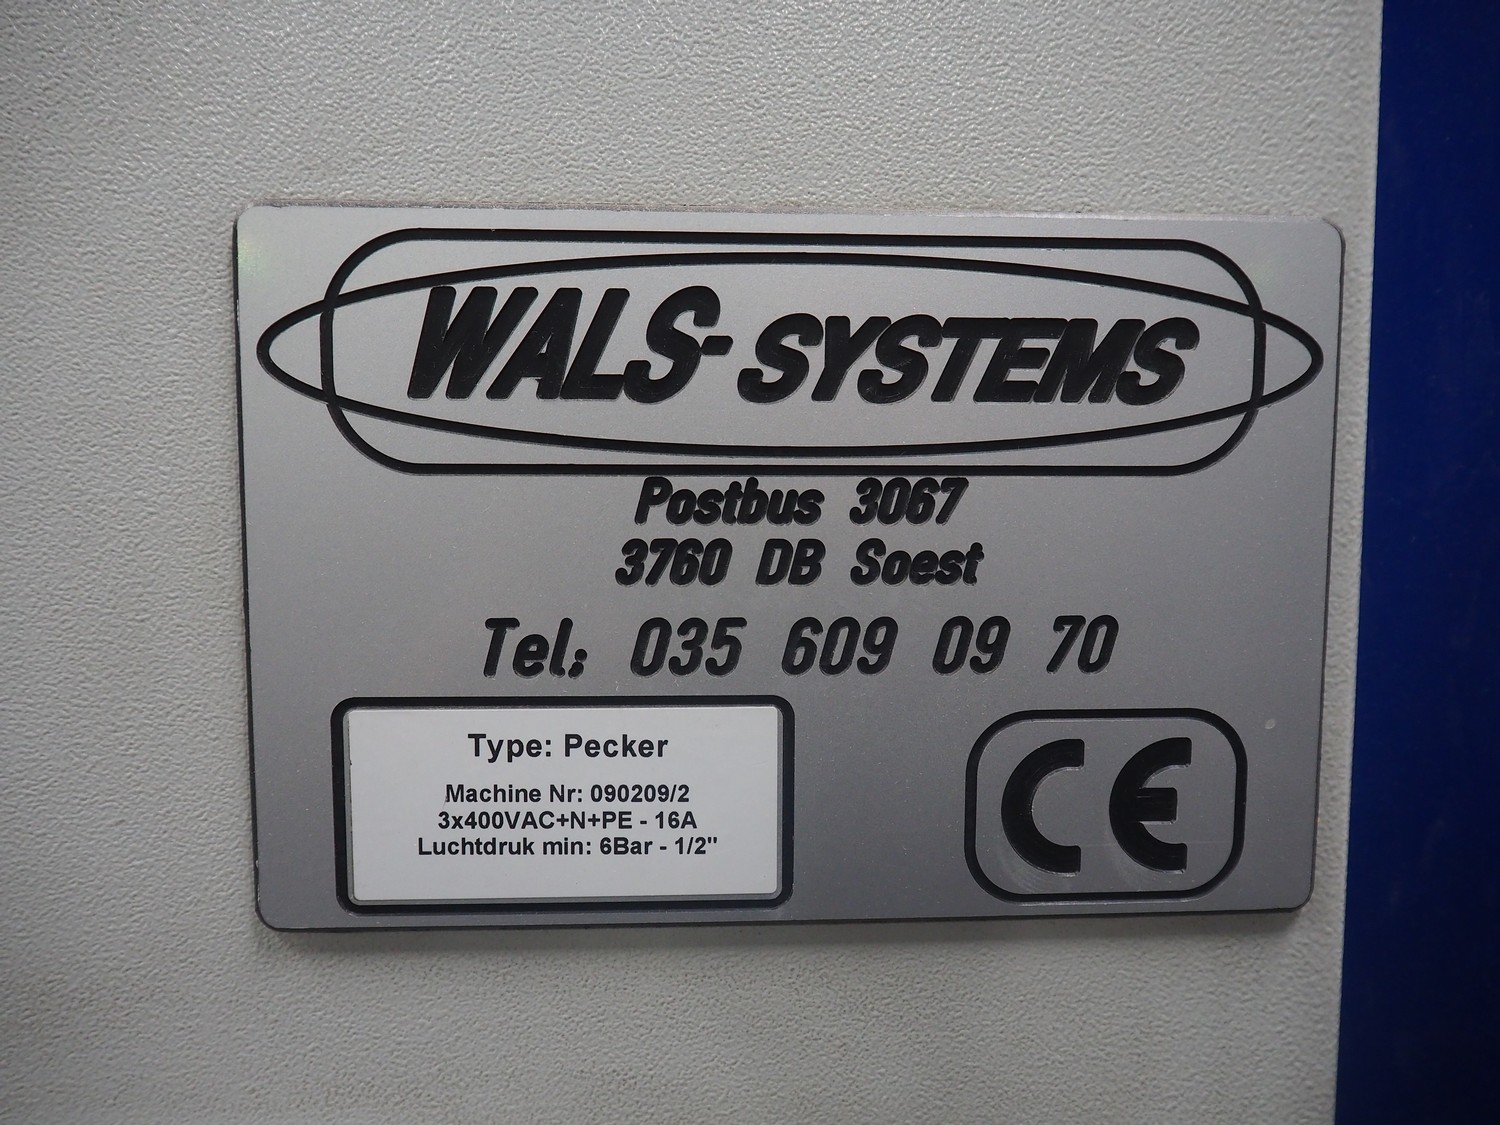 WALS-SYSTEMS
Postbus 3067
3760 DB Soest
Tel: 035 609 09 70
Type: Pecker
Machine Nr: 090209/2
3x400VAC+N+PE - 16A
Luchtdruk min: 6Bar - 1/2"
CE